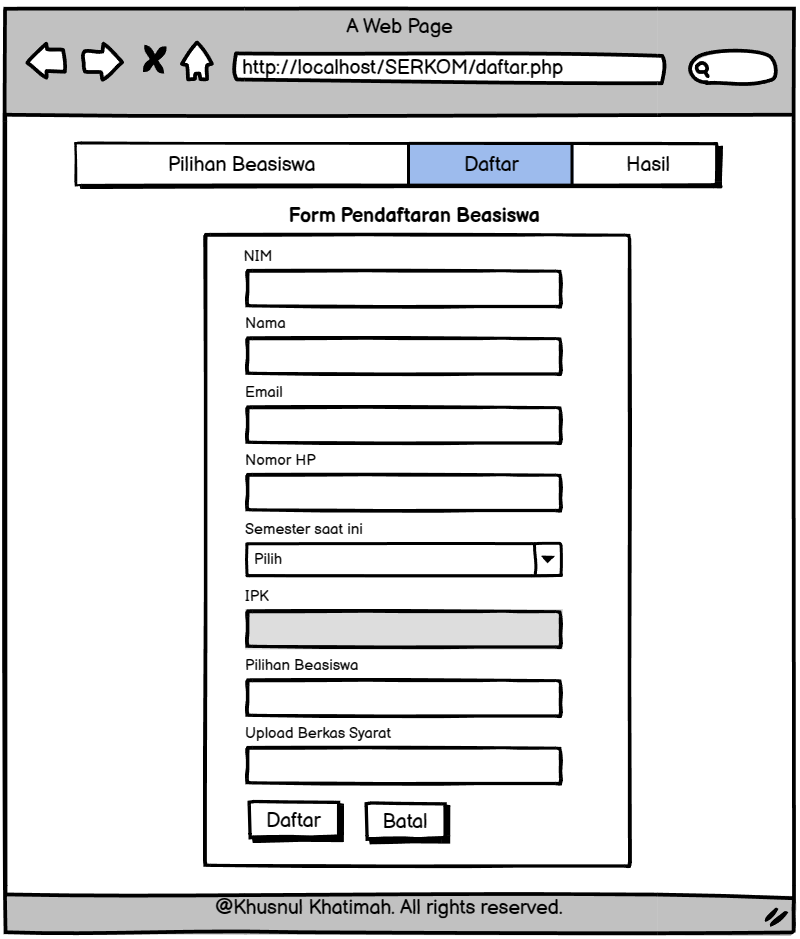 A Web Page
http://localhost/SERKOM/daftar.php
Pilihan Beasiswa Daftar Hasil
Form Pendaftaran Beasiswa
NIM
Nama
Email
Nomor HP
Semester saat ini
Pilih
IPK
Pilihan Beasiswa
Upload Berkas Syarat
Daftar Batal
@Khusnul Khatimah. All rights reserved.